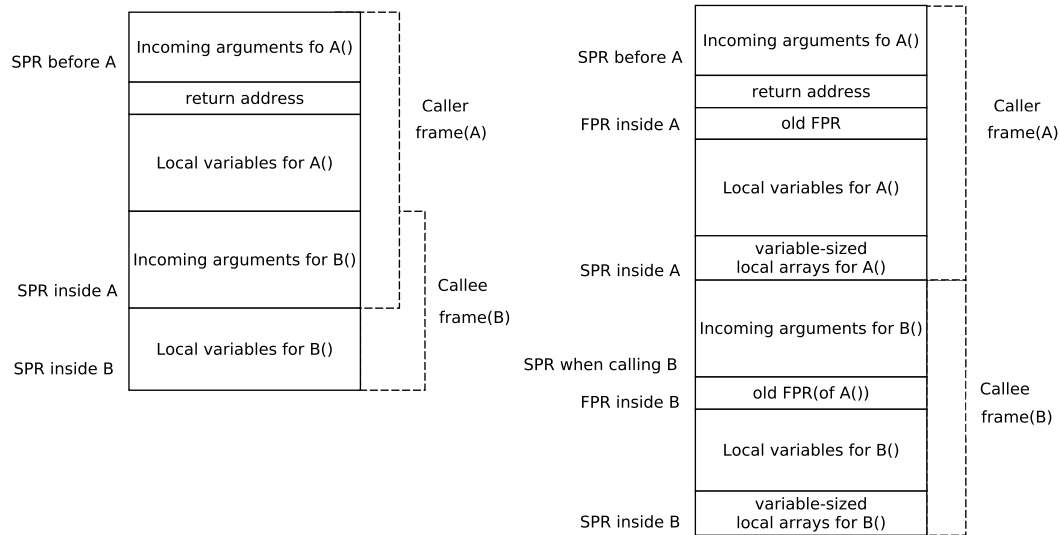 Incoming arguments fo A()
SPR before A
return address
Caller
frame(A)
Local variables for A()
Incoming arguments for B()
SPR inside A
Callee
frame(B)
Local variables for B()
SPR inside B
Incoming arguments fo A()
SPR before A
return address
FPR inside A
old FPR
Caller
frame(A)
Local variables for A()
variable-sized
local arrays for A()
SPR inside A
Incoming arguments for B()
SPR when calling B
old FPR(of A())
FPR inside B
Callee
frame(B)
Local variables for B()
variable-sized
local arrays for B()
SPR inside B